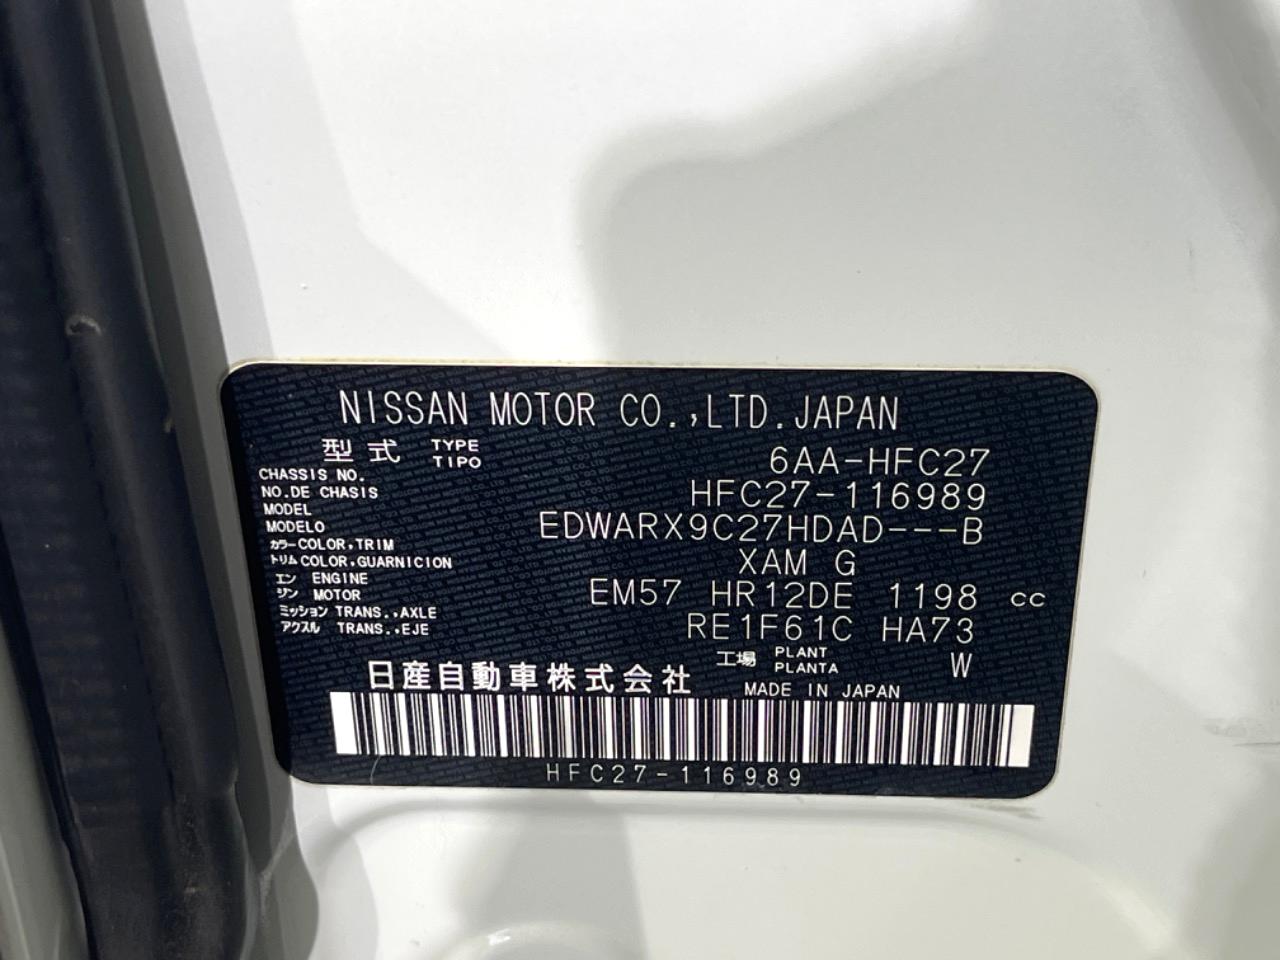 NISSAN MOTOR CO.,LTD.JAPAN
型式 TYPE TIPO 6AA-HFC27
CHASSIS NO.
NO.DE CHASIS HFC27-116989
MODEL
MODELO EDWARX9C27HDAD---B
カラー COLOR,TRIM
トリム COLOR,GUARNICION XAM G
エン ENGINE
ジン MOTOR EM57 HR12DE 1198 cc
ミッション TRANS.,AXLE
アクスル TRANS.,EJE RE1F61C HA73
工場 PLANT PLANTA W
日産自動車株式会社 MADE IN JAPAN
HFC27-116989